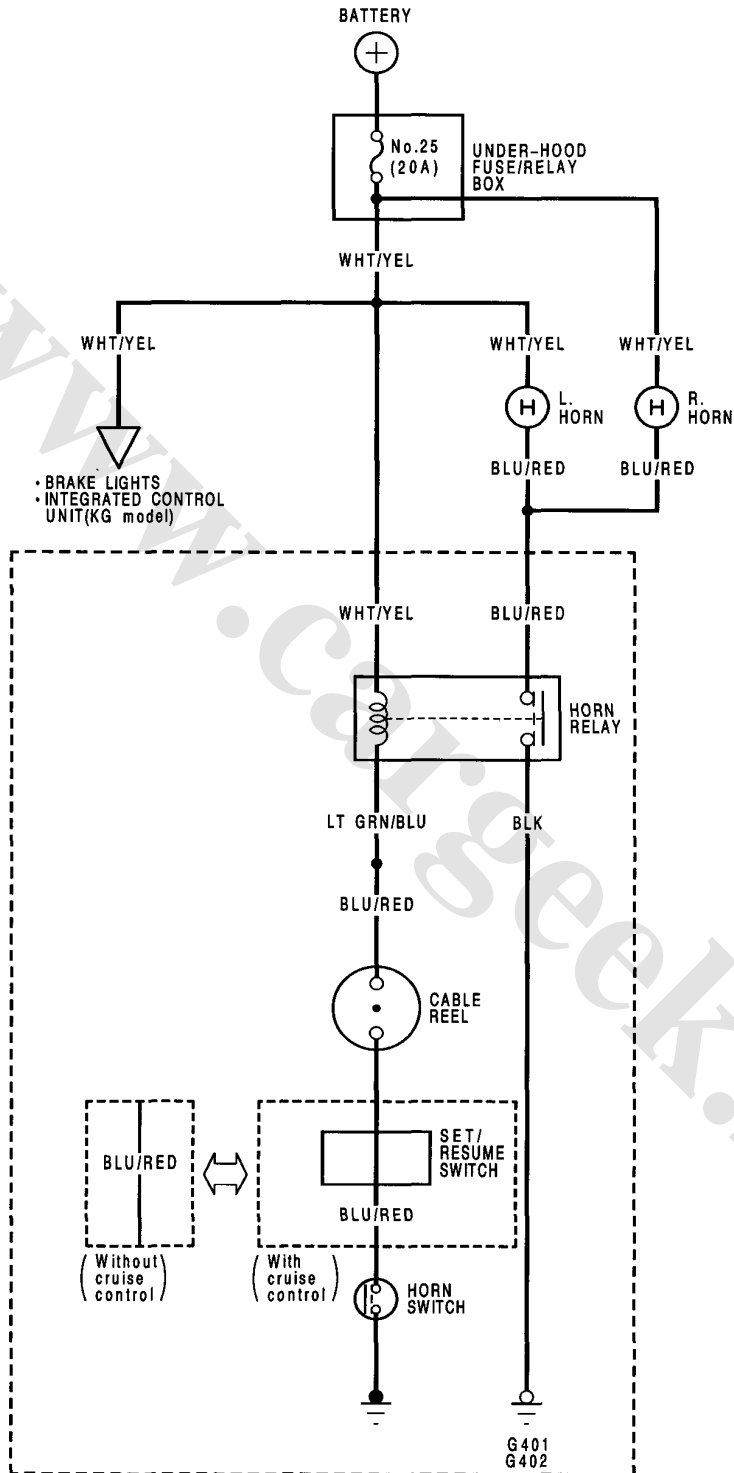 BATTERY
No.25
(20A)
UNDER-HOOD
FUSE/RELAY
BOX
WHT/YEL
WHT/YEL
WHT/YEL
WHT/YEL
H
L.
HORN
H
R.
HORN
BLU/RED
BLU/RED
• BRAKE LIGHTS
• INTEGRATED CONTROL
UNIT(KG model)
WHT/YEL
BLU/RED
HORN
RELAY
LT GRN/BLU
BLK
BLU/RED
CABLE
REEL
BLU/RED
SET/
RESUME
SWITCH
BLU/RED
(Without
cruise
control)
(With
cruise
control)
HORN
SWITCH
G401
G402
www.cargeek.